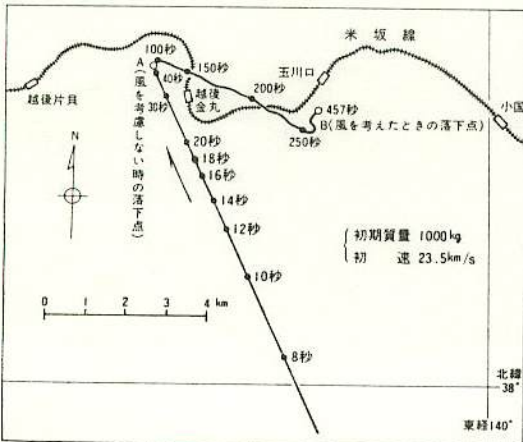 米坂線
100秒
150秒
玉川口
A(風を考慮しない時の落下点)
40秒
30秒
越後
金丸
200秒
457秒
小国
越後片貝
B(風を考えたときの落下点)
250秒
20秒
18秒
16秒
14秒
12秒
10秒
8秒
N
初期質量 1000kg
初 速 23.5km/s
0 2 4 km
北緯
38°
東経140°